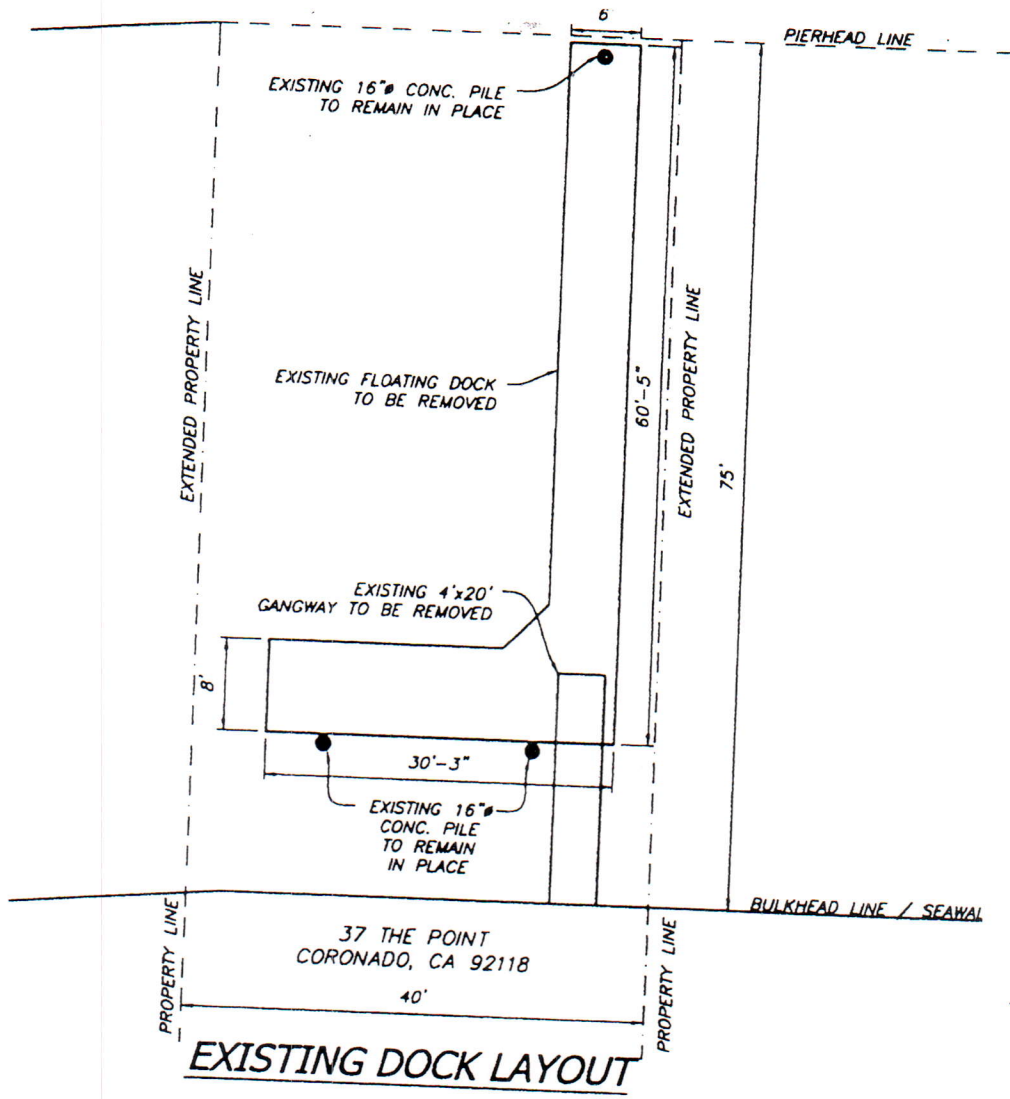 6'
PIERHEAD LINE
EXISTING 16"ø CONC. PILE
TO REMAIN IN PLACE
EXTENDED PROPERTY LINE
EXISTING FLOATING DOCK
TO BE REMOVED
60'-5"
EXTENDED PROPERTY LINE
75'
EXISTING 4'x20'
GANGWAY TO BE REMOVED
8'
30'-3"
EXISTING 16"ø
CONC. PILE
TO REMAIN
IN PLACE
BULKHEAD LINE / SEAWAL
PROPERTY LINE
37 THE POINT
CORONADO, CA 92118
PROPERTY LINE
40'
EXISTING DOCK LAYOUT